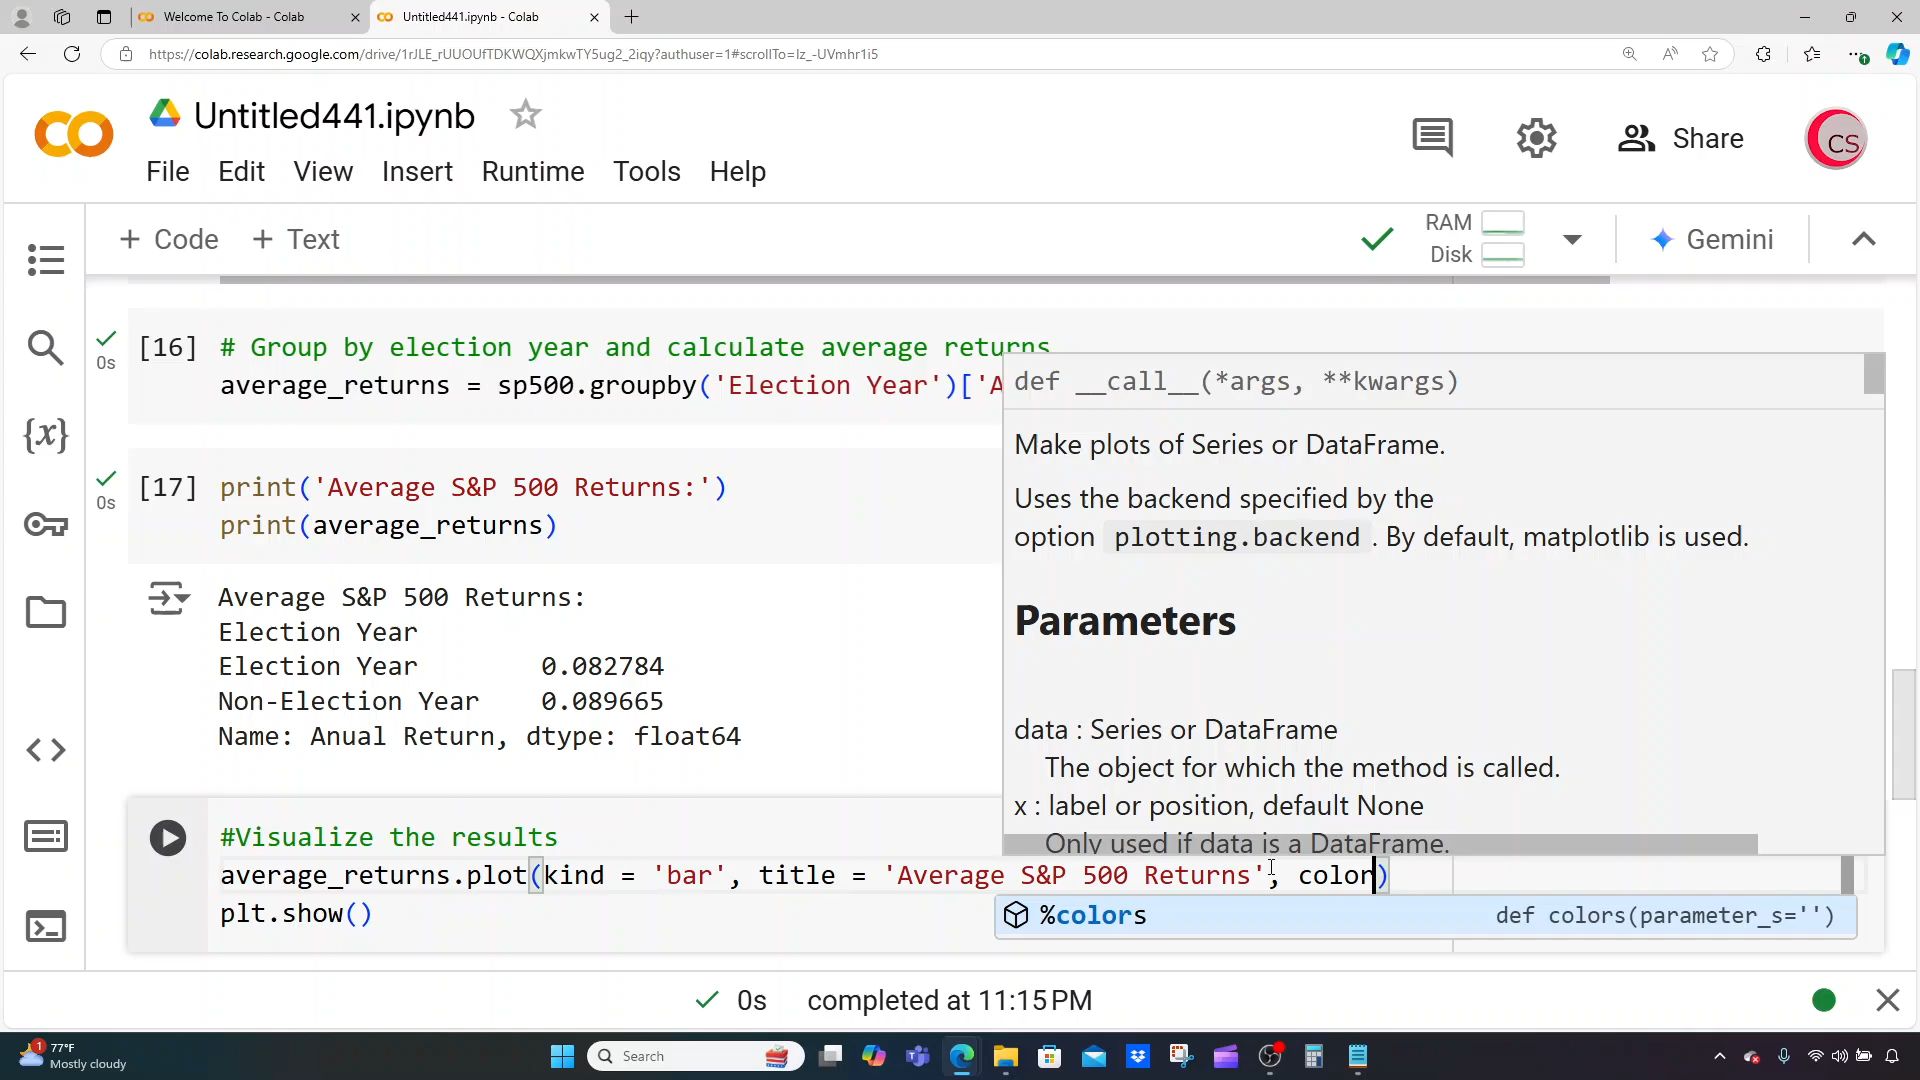 Welcome To Colab - Colab
Untitled441.ipynb - Colab
https://colab.research.google.com/drive/1rJLE_rUUOUfTDKWQXjmkwTY5ug2_2iqy?authuser=1#scrollTo=Iz_-UVmhr1i5
Untitled441.ipynb
File Edit View Insert Runtime Tools Help
Share
CS
+ Code + Text
RAM
Disk
Gemini
0s
[16] # Group by election year and calculate average returns
average_returns = sp500.groupby('Election Year')['A
def __call__(*args, **kwargs)
Make plots of Series or DataFrame.
Uses the backend specified by the
option plotting.backend . By default, matplotlib is used.
Parameters
data : Series or DataFrame
The object for which the method is called.
x : label or position, default None
Only used if data is a DataFrame.
0s
[17] print('Average S&P 500 Returns:')
print(average_returns)
Average S&P 500 Returns:
Election Year
Election Year 0.082784
Non-Election Year 0.089665
Name: Anual Return, dtype: float64
#Visualize the results
average_returns.plot(kind = 'bar', title = 'Average S&P 500 Returns', color)
plt.show()
%colors def colors(parameter_s='')
0s completed at 11:15 PM
1
77°F
Mostly cloudy
Search